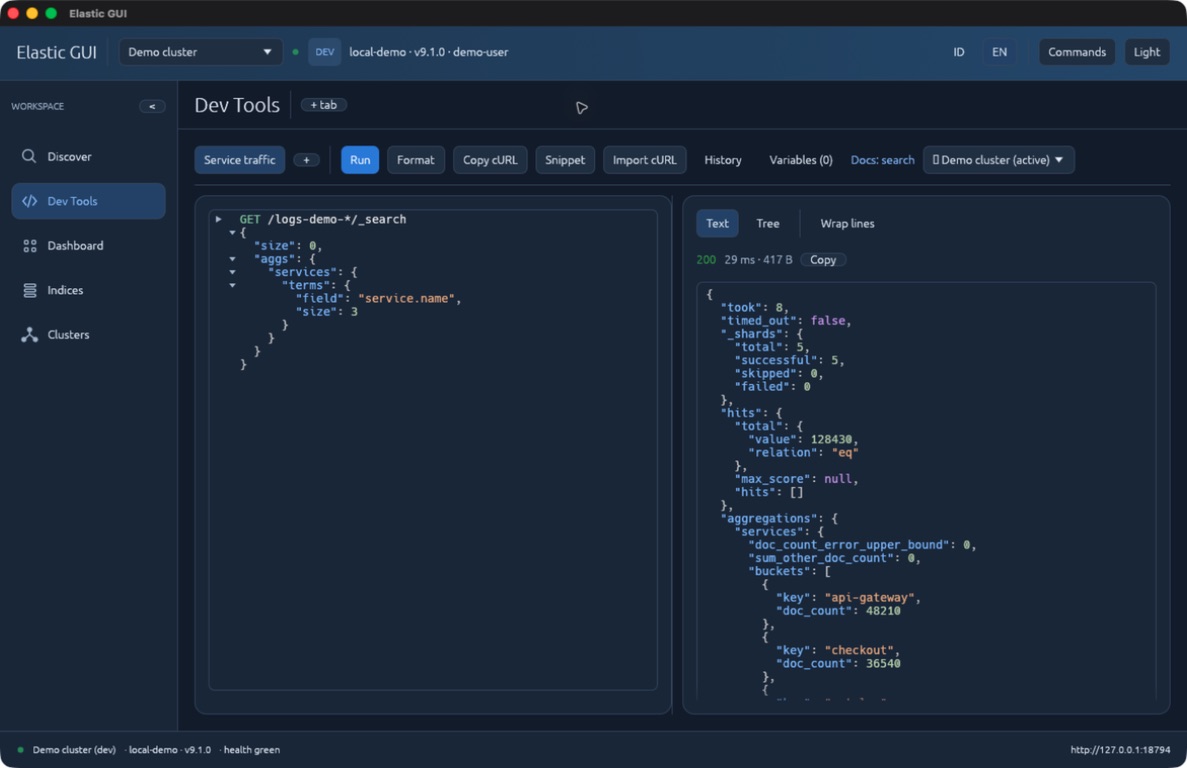 Elastic GUI
Elastic GUI
Demo cluster
DEV
local-demo · v9.1.0 · demo-user
ID
EN
Commands
Light
WORKSPACE
<
Discover
Dev Tools
Dashboard
Indices
Clusters
Dev Tools
+ tab
Service traffic
+
Run
Format
Copy cURL
Snippet
Import cURL
History
Variables (0)
Docs: search
Demo cluster (active)
GET /logs-demo-*/_search
{
  "size": 0,
  "aggs": {
    "services": {
      "terms": {
        "field": "service.name",
        "size": 3
      }
    }
  }
}
Text
Tree
Wrap lines
200 29 ms · 417 B Copy
{
  "took": 8,
  "timed_out": false,
  "_shards": {
    "total": 5,
    "successful": 5,
    "skipped": 0,
    "failed": 0
  },
  "hits": {
    "total": {
      "value": 128430,
      "relation": "eq"
    },
    "max_score": null,
    "hits": []
  },
  "aggregations": {
    "services": {
      "doc_count_error_upper_bound": 0,
      "sum_other_doc_count": 0,
      "buckets": [
        {
          "key": "api-gateway",
          "doc_count": 48210
        },
        {
          "key": "checkout",
          "doc_count": 36540
        },
        {
Demo cluster (dev) · local-demo · v9.1.0 · health green
http://127.0.0.1:18794